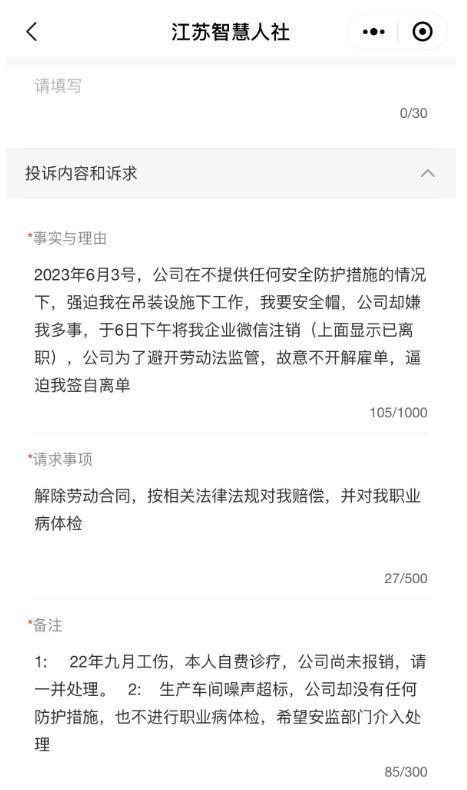 江苏智慧人社
请填写
0/30
投诉内容和诉求
*事实与理由
2023年6月3号，公司在不提供任何安全防护措施的情况
下，强迫我在吊装设施下工作，我要安全帽，公司却嫌
我多事，于6日下午将我企业微信注销（上面显示已离
职），公司为了避开劳动法监管，故意不开解雇单，逼
迫我签自离单
105/1000
*请求事项
解除劳动合同，按相关法律法规对我赔偿，并对我职业
病体检
27/500
*备注
1： 22年九月工伤，本人自费诊疗，公司尚未报销，请
一并处理。 2： 生产车间噪声超标，公司却没有任何
防护措施，也不进行职业病体检，希望安监部门介入处
理
85/300